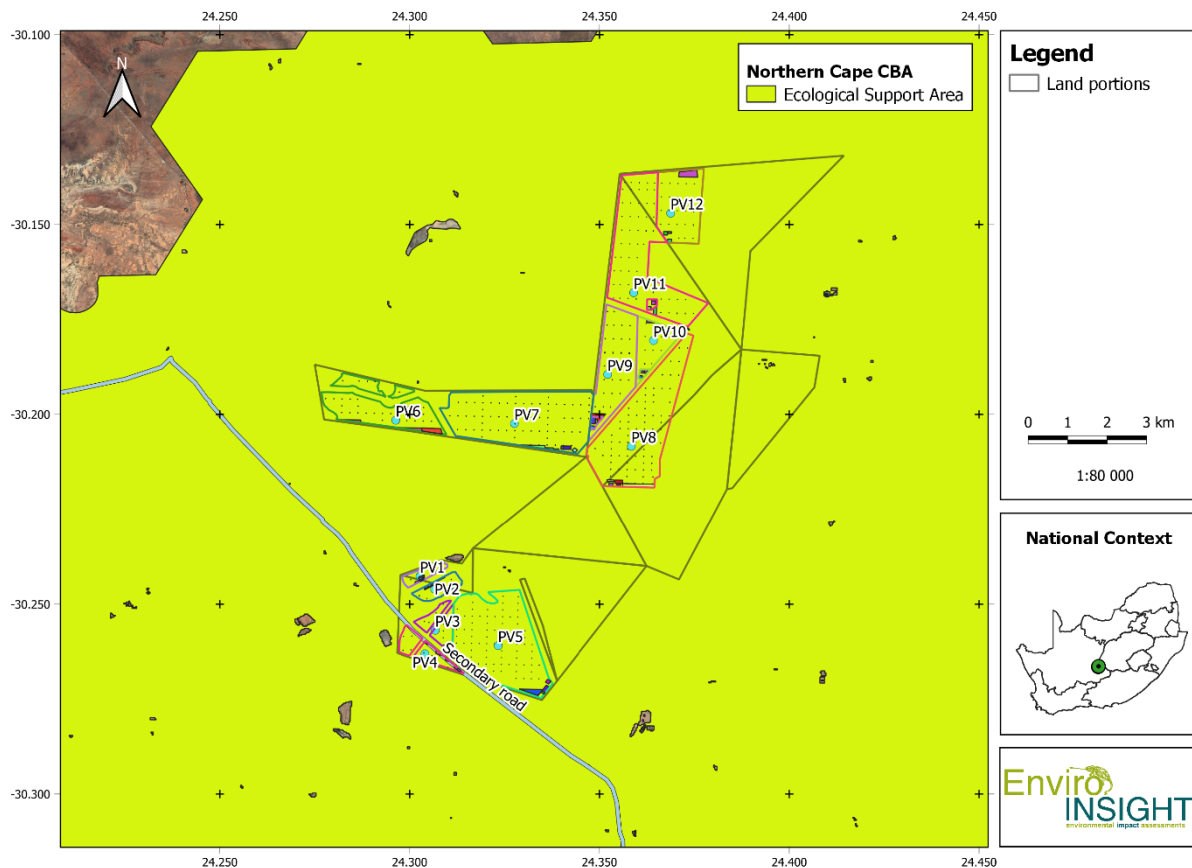 24.250 24.300 24.350 24.400 24.450
-30.100
N
Northern Cape CBA
Ecological Support Area
-30.150
PV12
PV11
PV10
PV9
-30.200
PV6
PV7
PV8
PV1
PV2
-30.250
PV3
PV5
PV4
Secondary road
-30.300
24.250 24.300 24.350 24.400 24.450
Legend
Land portions
0 1 2 3 km
1:80 000
National Context
Enviro
INSIGHT
environmental impact assessments